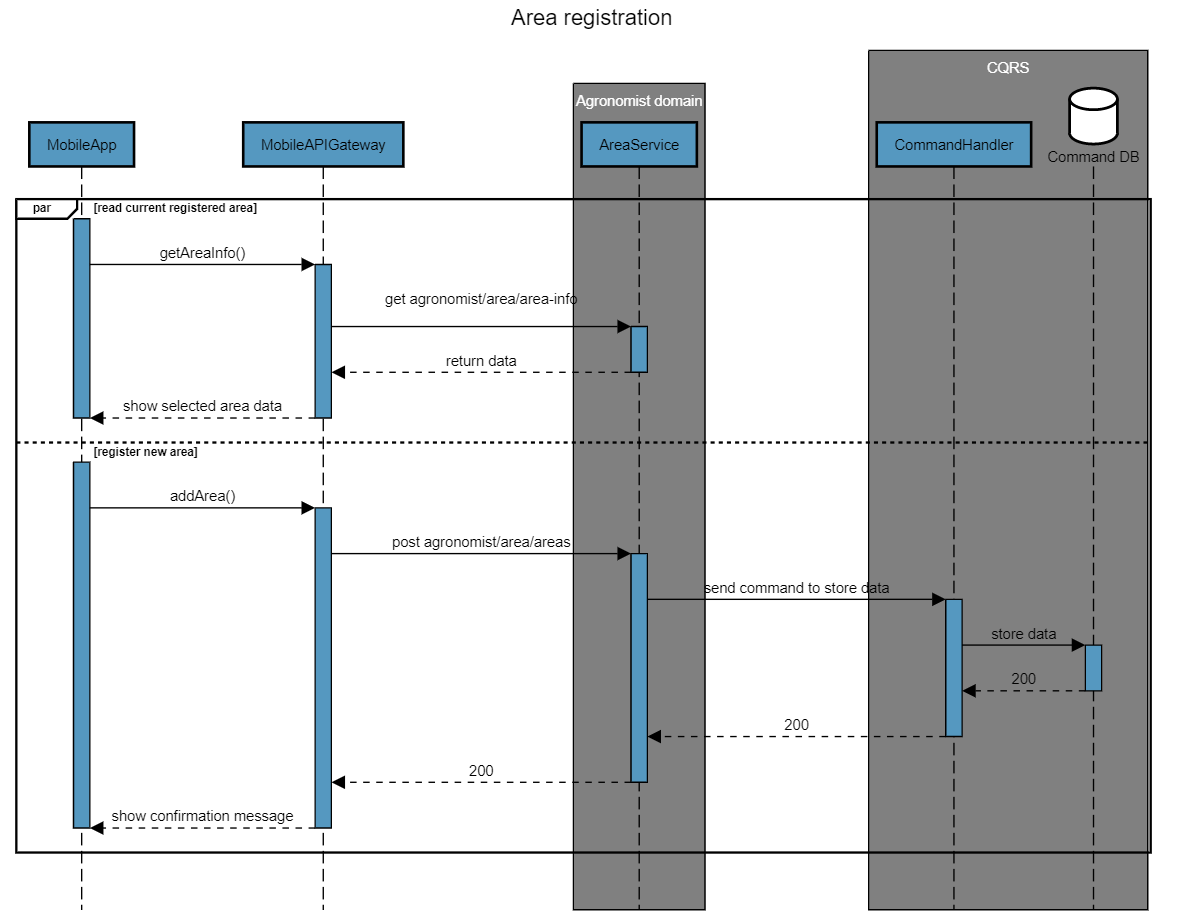 Area registration
CQRS
Agronomist domain
MobileApp
MobileAPIGateway
AreaService
CommandHandler
Command DB
par
[read current registered area]
getAreaInfo()
get agronomist/area/area-info
return data
show selected area data
[register new area]
addArea()
post agronomist/area/areas
send command to store data
store data
200
200
200
show confirmation message